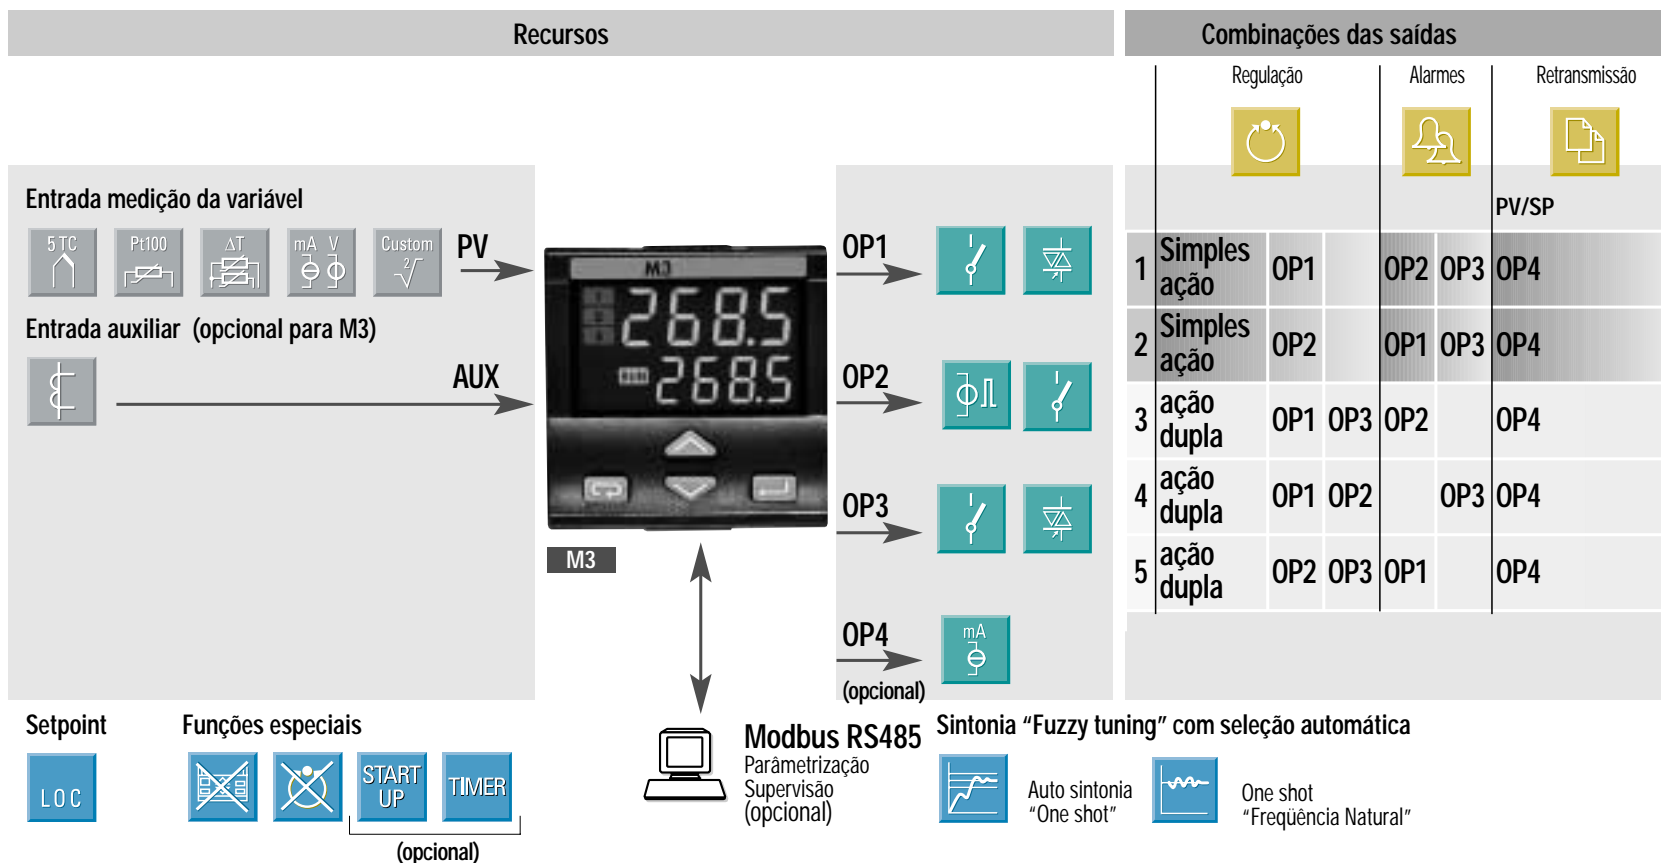 Recursos
Combinações das saídas
Regulação
Alarmes
Retransmissão
PV/SP
Entrada medição da variável
5 TC
Pt100
ΔT
mA V
Custom
2
PV
Entrada auxiliar (opcional para M3)
AUX
M3
268.5
268.5
M3
OP1
OP2
OP3
OP4
(opcional)
mA
1 Simples ação OP1 OP2 OP3 OP4
2 Simples ação OP2 OP1 OP3 OP4
3 ação dupla OP1 OP3 OP2 OP4
4 ação dupla OP1 OP2 OP3 OP4
5 ação dupla OP2 OP3 OP1 OP4
Setpoint
LOC
Funções especiais
START UP
TIMER
(opcional)
Modbus RS485
Parâmetrização
Supervisão
(opcional)
Sintonia “Fuzzy tuning” com seleção automática
Auto sintonia
“One shot”
One shot
“Freqüência Natural”